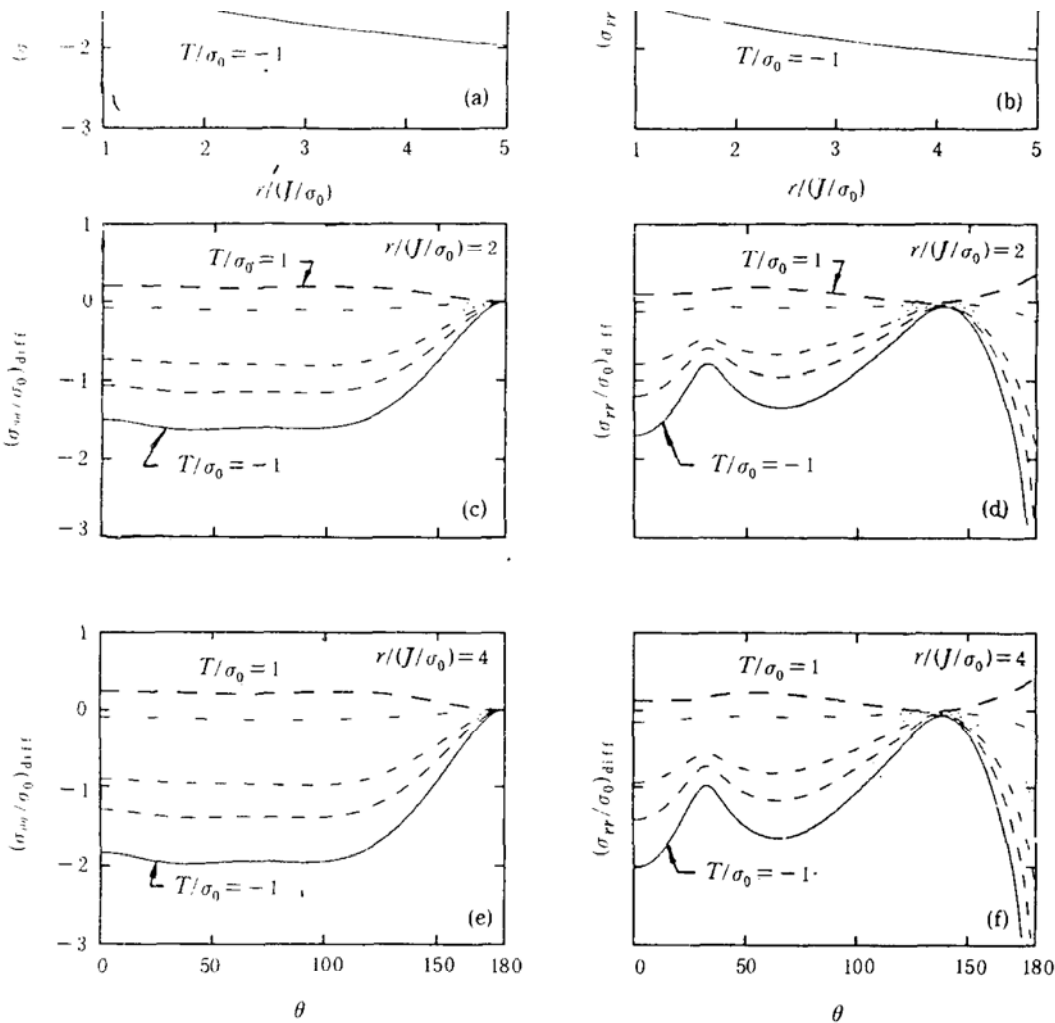 −2
T/σ₀ = −1
(a)
−3
1 2 3 4 5
r/(J/σ₀)
(σrr
T/σ₀ = −1
(b)
1 2 3 4 5
r/(J/σ₀)
1
0
−1
−2
−3
/σ₀)diff
T/σ₀ = 1
r/(J/σ₀) = 2
T/σ₀ = −1
(c)
(σrr/σ₀)diff
T/σ₀ = 1
r/(J/σ₀) = 2
T/σ₀ = −1
(d)
1
0
−1
−2
−3
/σ₀)diff
T/σ₀ = 1
r/(J/σ₀) = 4
T/σ₀ = −1
(e)
0 50 100 150 180
θ
(σrr/σ₀)diff
T/σ₀ = 1
r/(J/σ₀) = 4
T/σ₀ = −1
(f)
0 50 100 150 180
θ